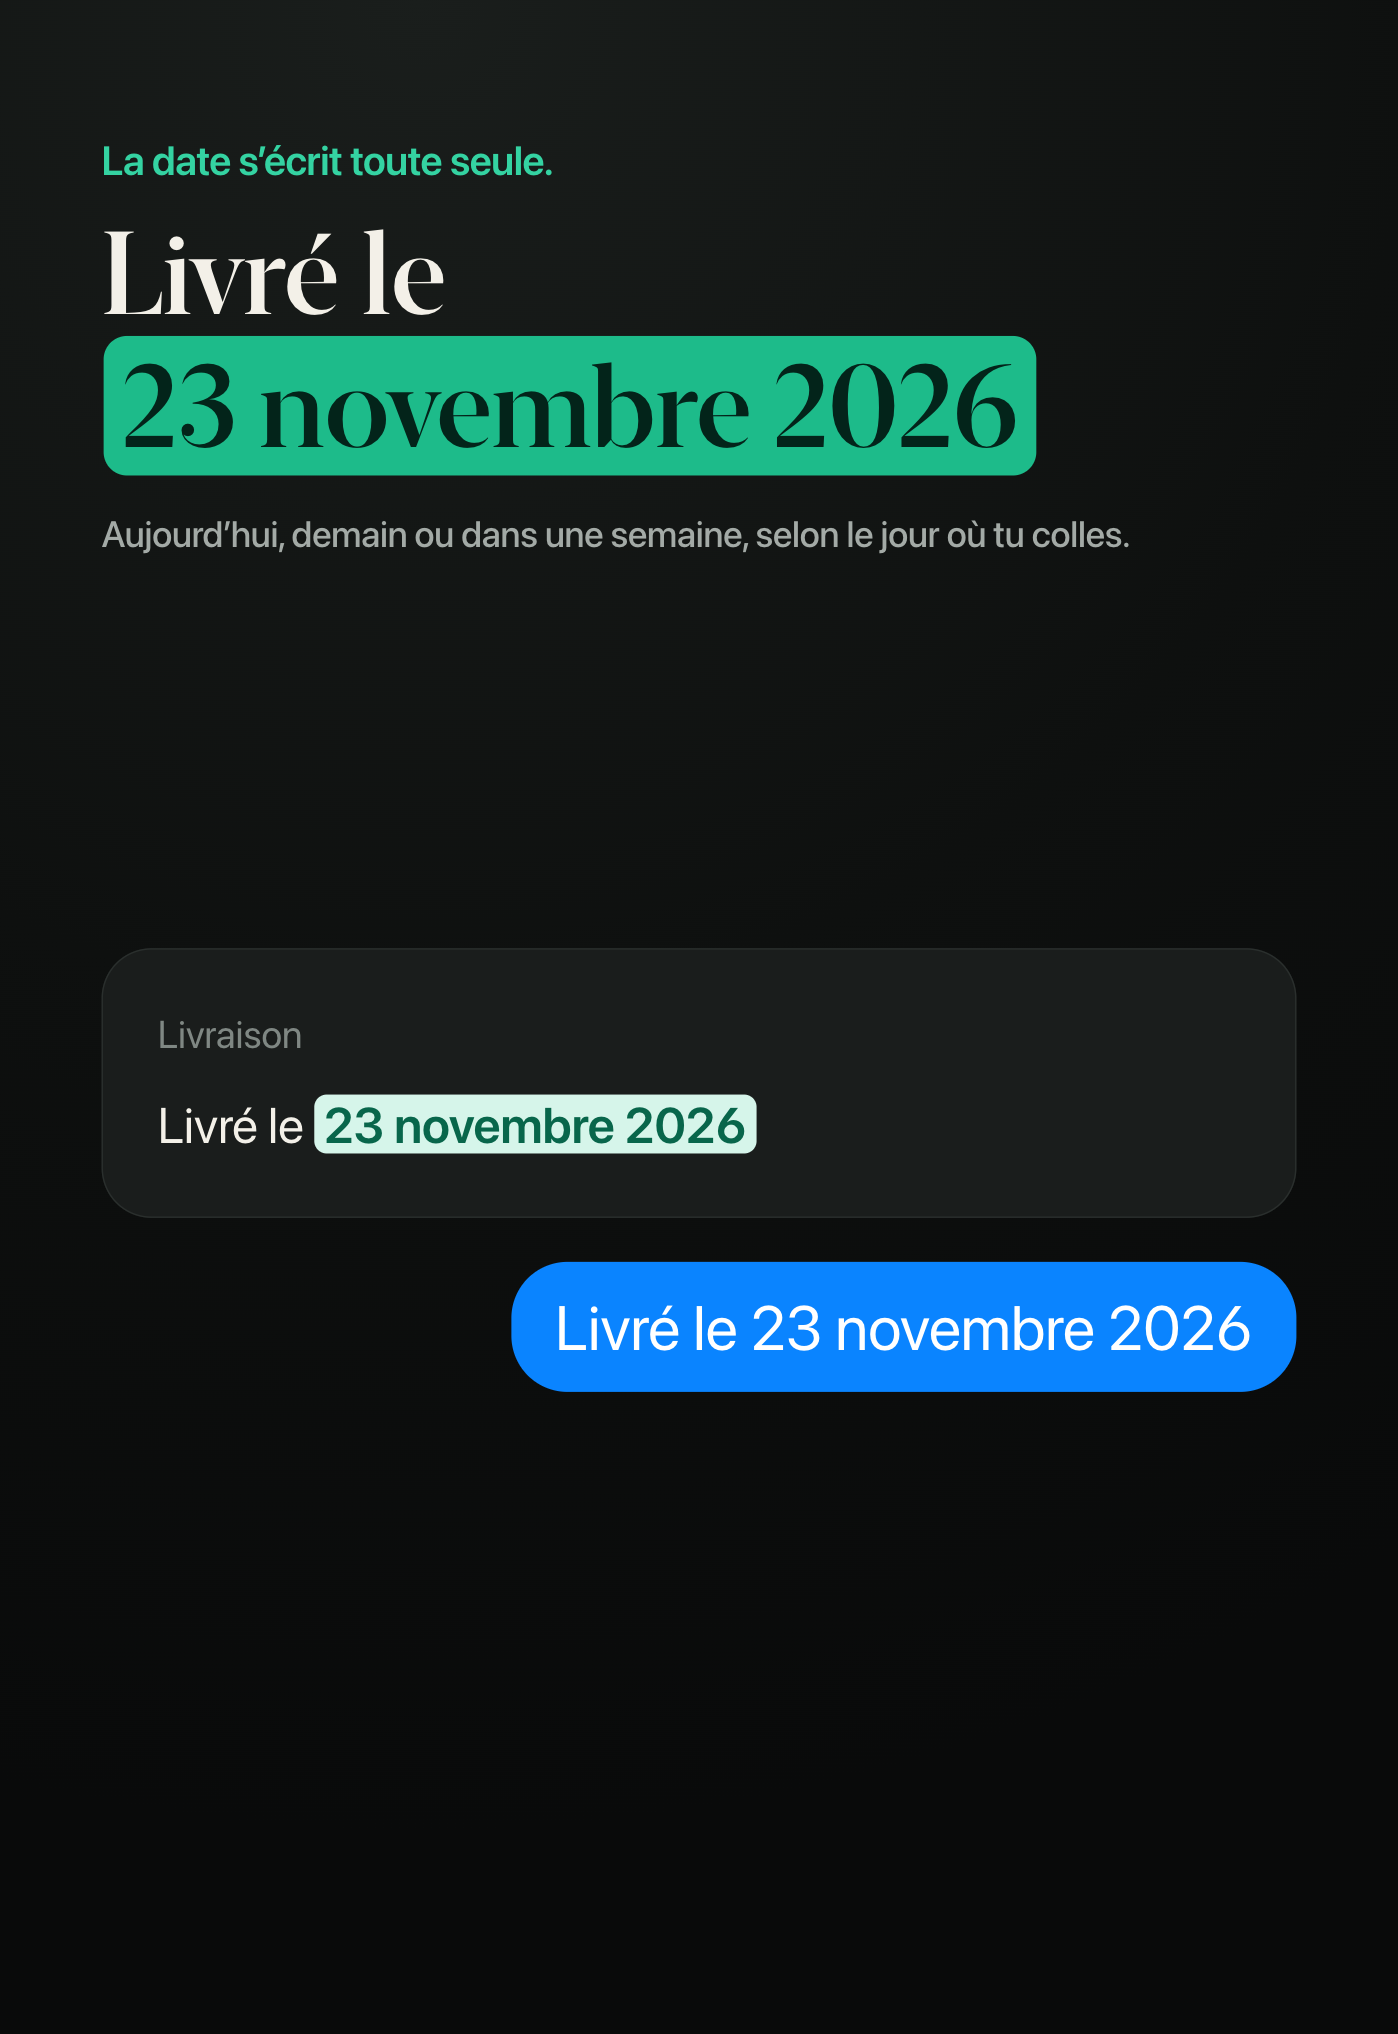 La date s’écrit toute seule.
Livré le
23 novembre 2026
Aujourd’hui, demain ou dans une semaine, selon le jour où tu colles.
Livraison
Livré le 23 novembre 2026
Livré le 23 novembre 2026